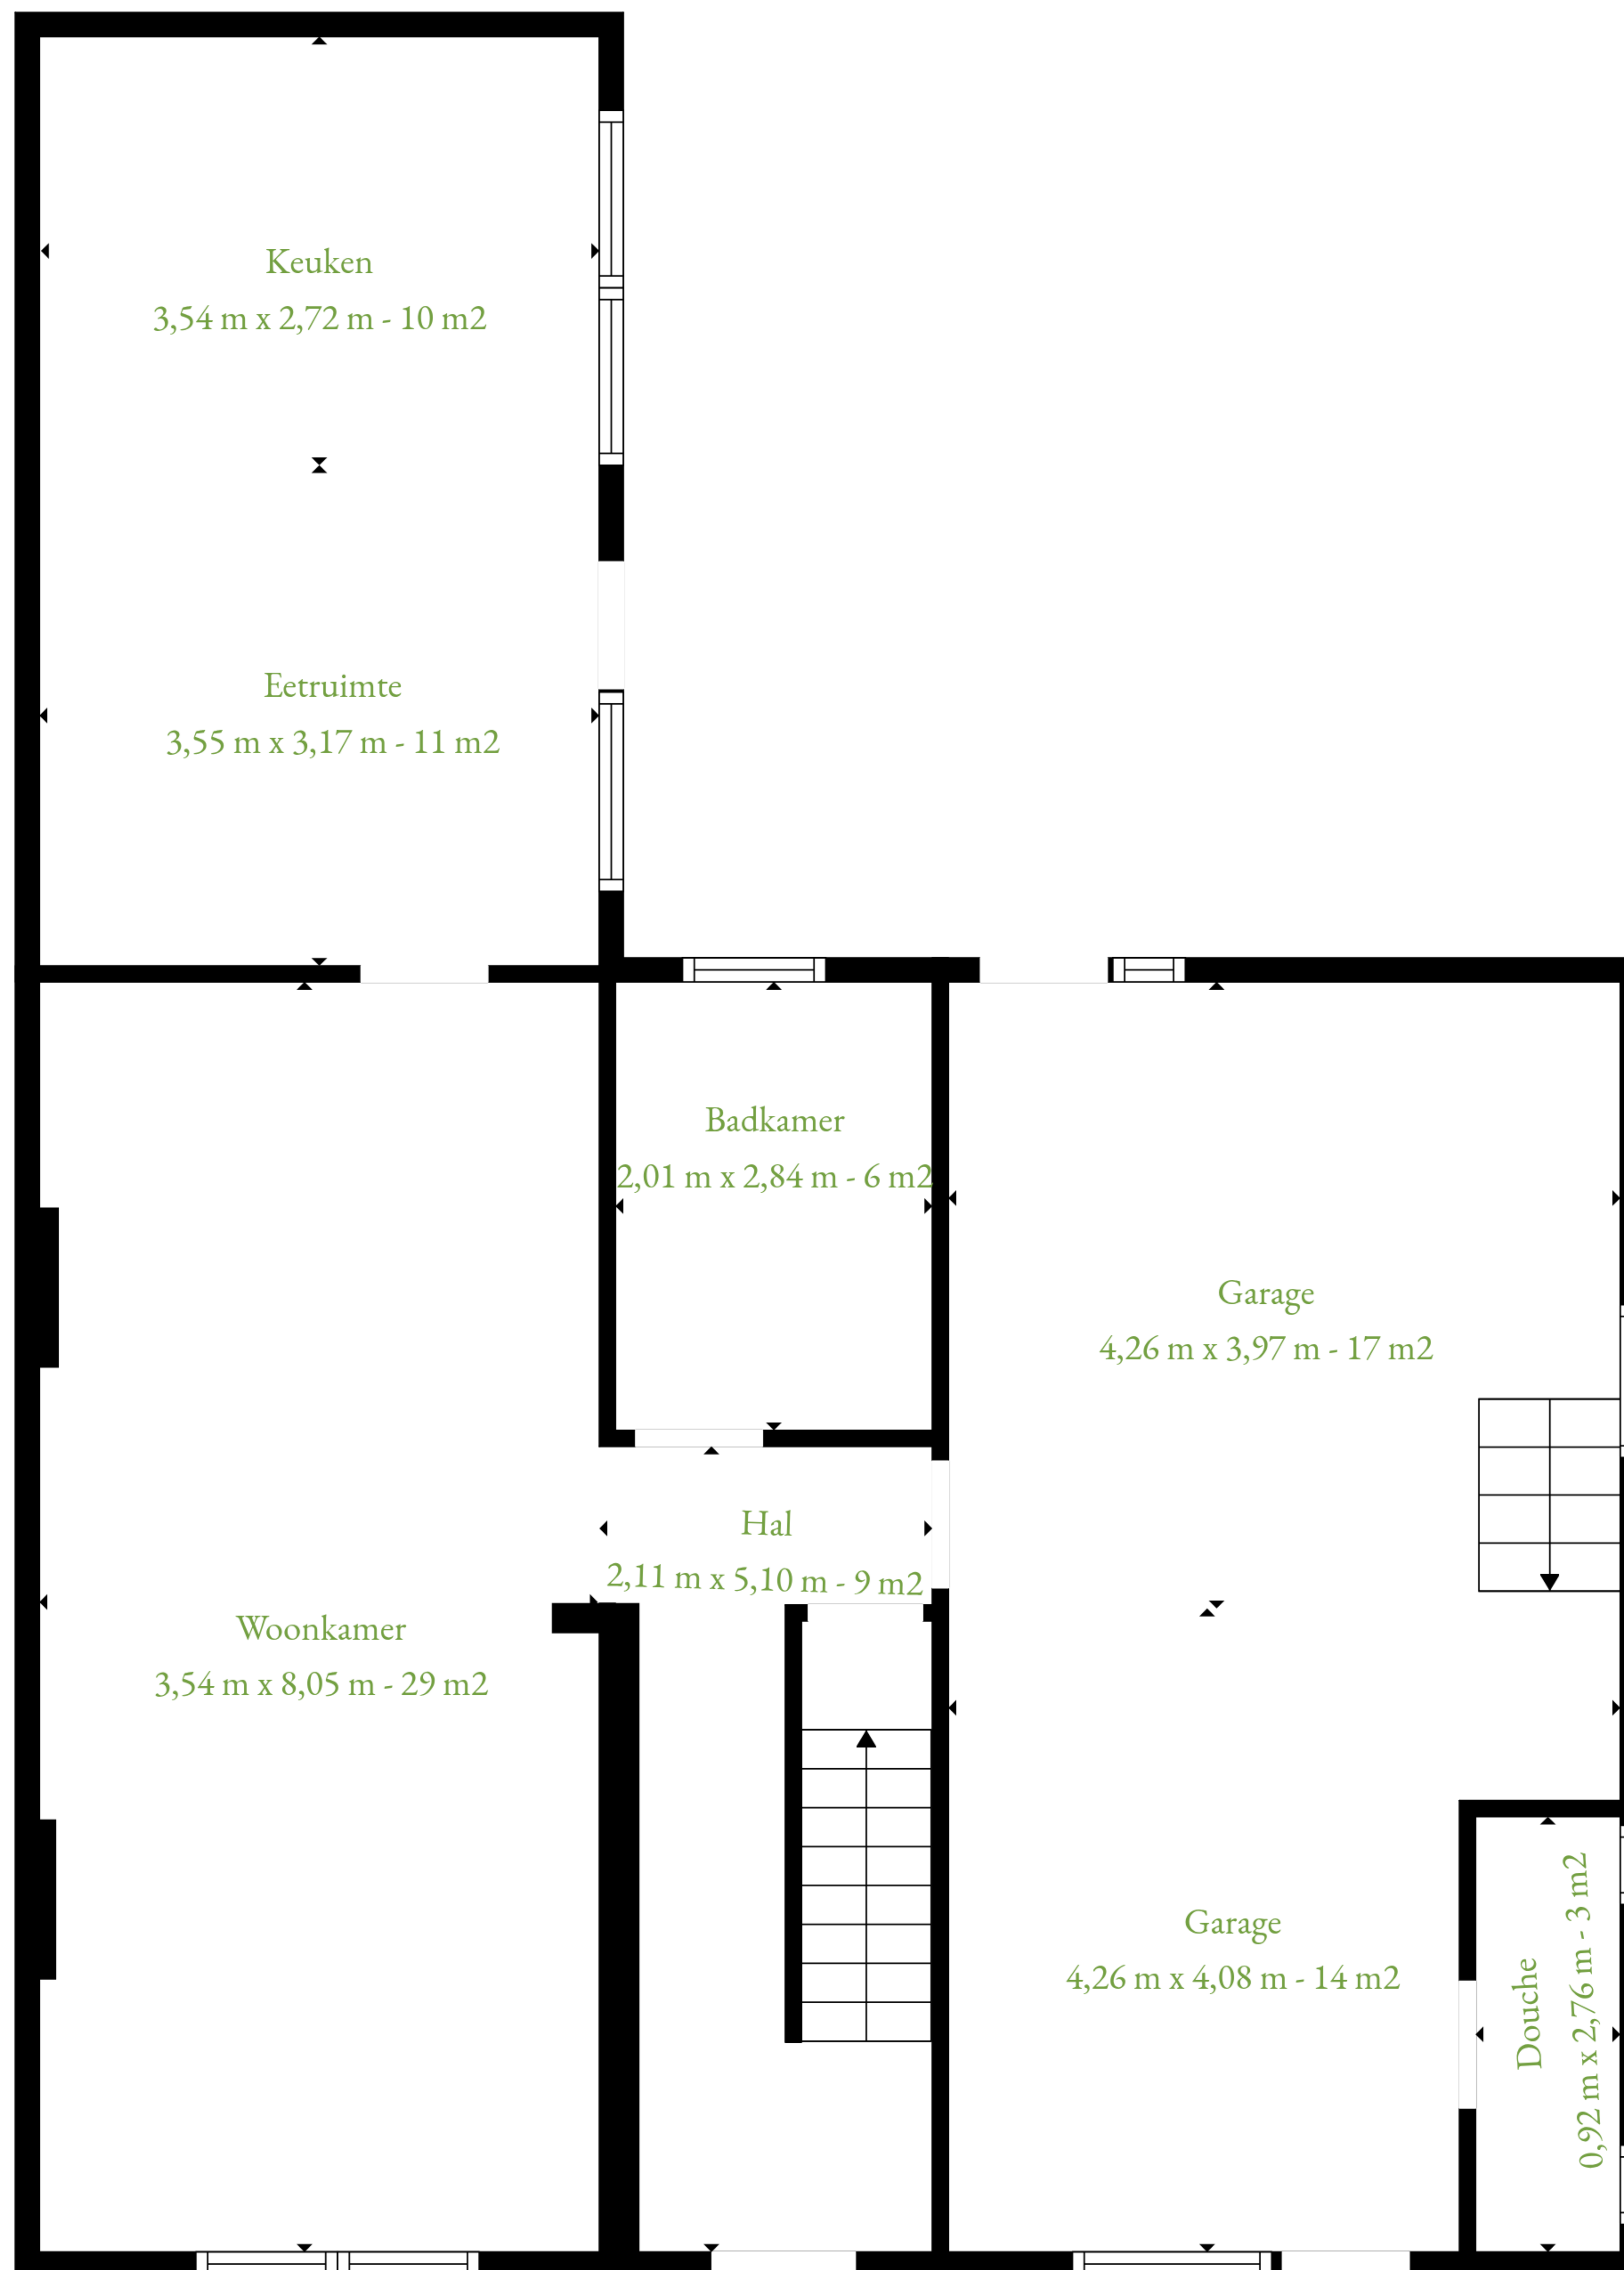 Keuken
3,54 m x 2,72 m - 10 m2
Eetruimte
3,55 m x 3,17 m - 11 m2
Badkamer
2,01 m x 2,84 m - 6 m2
Garage
4,26 m x 3,97 m - 17 m2
Hal
2,11 m x 5,10 m - 9 m2
Woonkamer
3,54 m x 8,05 m - 29 m2
Garage
4,26 m x 4,08 m - 14 m2
Douche
0,92 m x 2,76 m - 3 m2